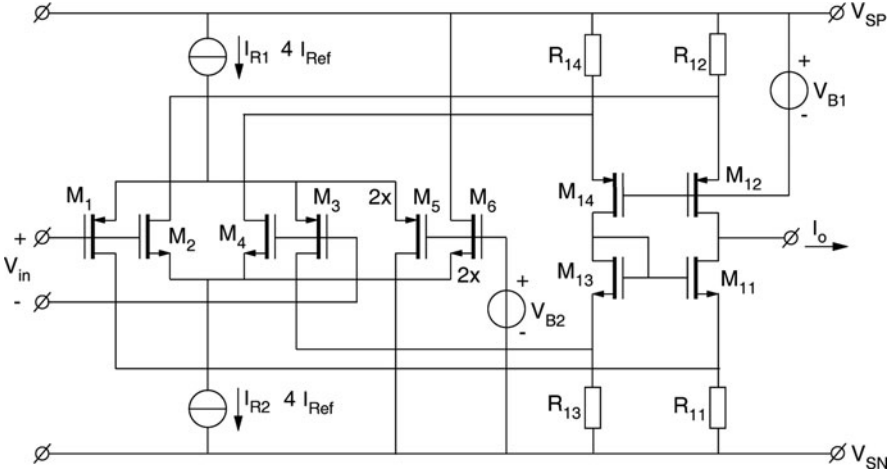 V_SP
I_R1 4 I_Ref
R_14
R_12
+
V_B1
-
M_1
M_2
M_4
M_3
2x
M_5
M_6
M_14
M_12
+
V_in
-
I_o
2x
M_13
M_11
+
V_B2
-
I_R2 4 I_Ref
R_13
R_11
V_SN